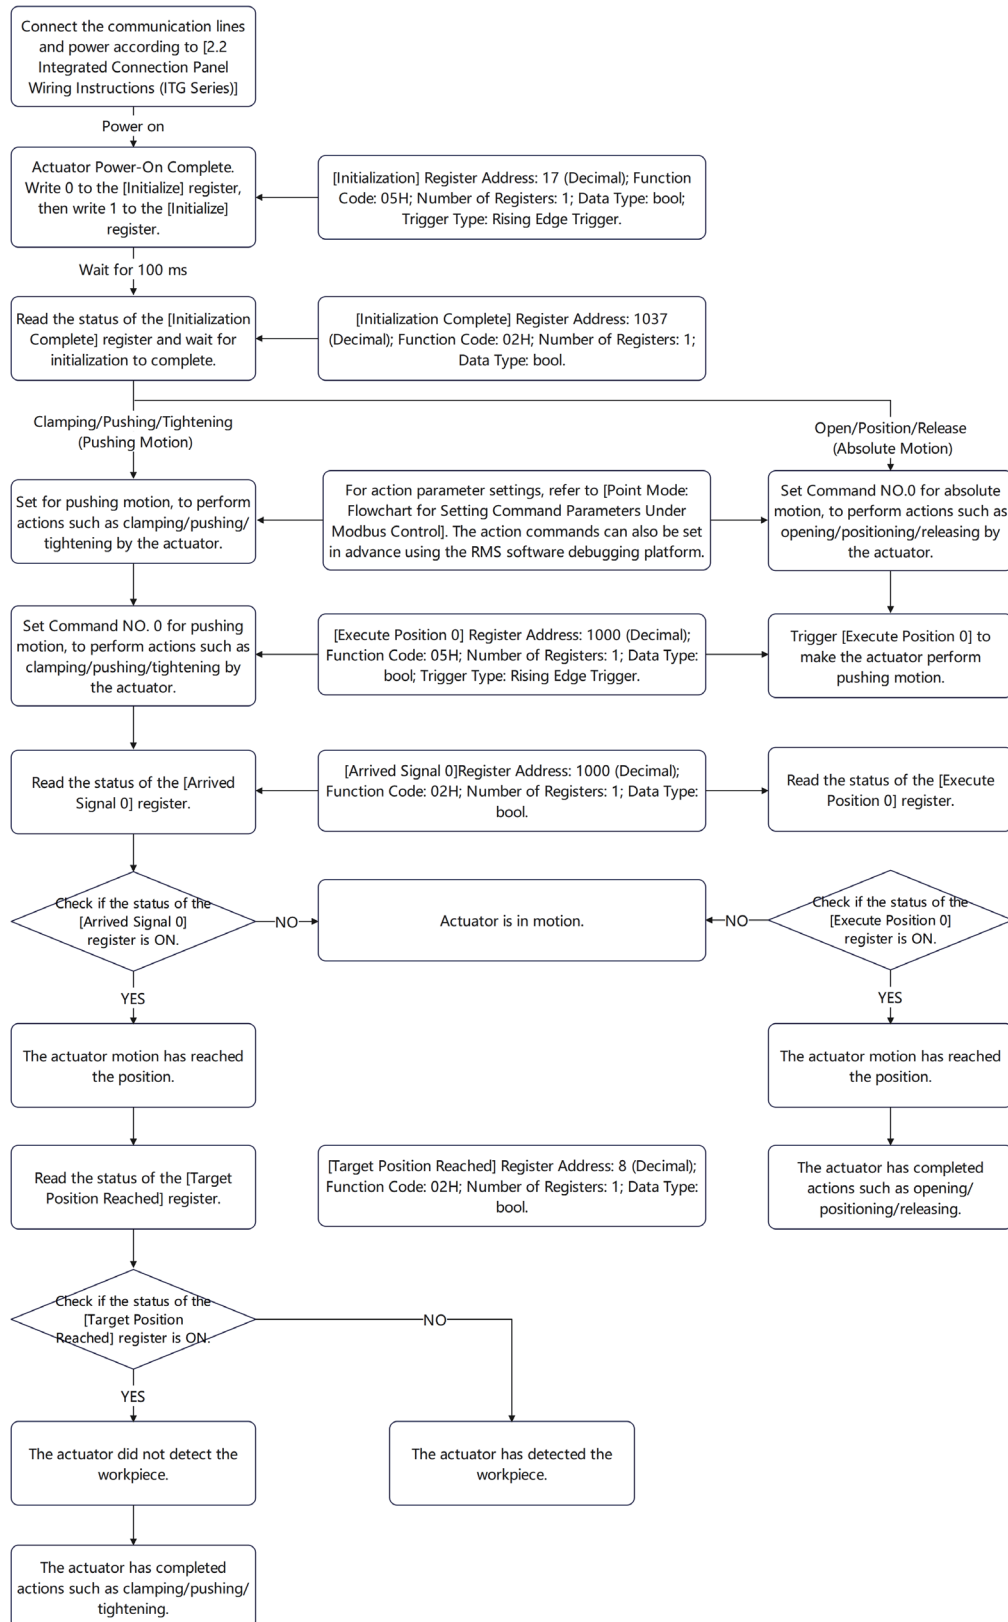 Connect the communication lines
and power according to [2.2
Integrated Connection Panel
Wiring Instructions (ITG Series)]
Power on
Actuator Power-On Complete.
Write 0 to the [Initialize] register,
then write 1 to the [Initialize]
register.
[Initialization] Register Address: 17 (Decimal); Function
Code: 05H; Number of Registers: 1; Data Type: bool;
Trigger Type: Rising Edge Trigger.
Wait for 100 ms
Read the status of the [Initialization
Complete] register and wait for
initialization to complete.
[Initialization Complete] Register Address: 1037
(Decimal); Function Code: 02H; Number of Registers: 1;
Data Type: bool.
Clamping/Pushing/Tightening
(Pushing Motion)
Open/Position/Release
(Absolute Motion)
Set for pushing motion, to perform
actions such as clamping/pushing/
tightening by the actuator.
For action parameter settings, refer to [Point Mode:
Flowchart for Setting Command Parameters Under
Modbus Control]. The action commands can also be set
in advance using the RMS software debugging platform.
Set Command NO.0 for absolute
motion, to perform actions such as
opening/positioning/releasing by
the actuator.
Set Command NO. 0 for pushing
motion, to perform actions such as
clamping/pushing/tightening by
the actuator.
[Execute Position 0] Register Address: 1000 (Decimal);
Function Code: 05H; Number of Registers: 1; Data Type:
bool; Trigger Type: Rising Edge Trigger.
Trigger [Execute Position 0] to
make the actuator perform
pushing motion.
Read the status of the [Arrived
Signal 0] register.
[Arrived Signal 0]Register Address: 1000 (Decimal);
Function Code: 02H; Number of Registers: 1; Data Type:
bool.
Read the status of the [Execute
Position 0] register.
Check if the status of the
[Arrived Signal 0]
register is ON.
NO
Actuator is in motion.
NO
Check if the status of the
[Execute Position 0]
register is ON.
YES
YES
The actuator motion has reached
the position.
The actuator motion has reached
the position.
Read the status of the [Target
Position Reached] register.
[Target Position Reached] Register Address: 8 (Decimal);
Function Code: 02H; Number of Registers: 1; Data Type:
bool.
The actuator has completed
actions such as opening/
positioning/releasing.
Check if the status of the
[Target Position
Reached] register is ON.
NO
YES
The actuator did not detect the
workpiece.
The actuator has detected the
workpiece.
The actuator has completed
actions such as clamping/pushing/
tightening.